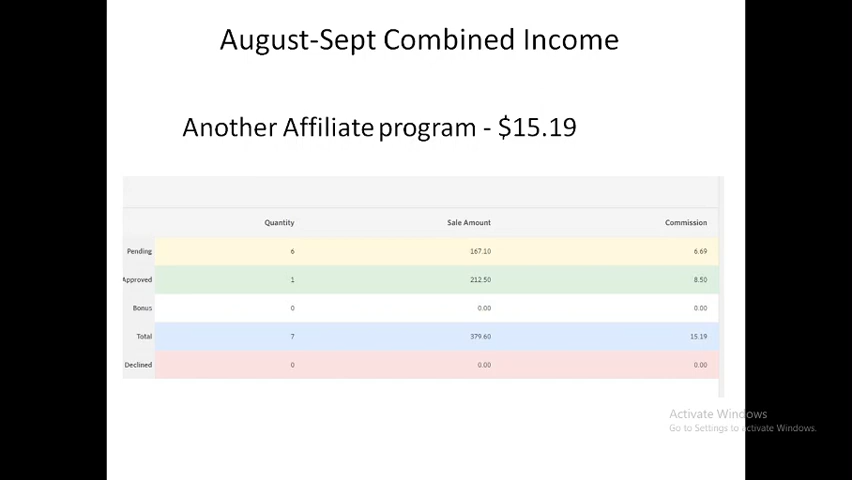 August-Sept Combined Income
Another Affiliate program - $15.19
Quantity Sale Amount Commission
Pending 6 167.10 6.69
Approved 1 212.50 8.50
Bonus 0 0.00 0.00
Total 7 379.60 15.19
Declined 0 0.00 0.00
Activate Windows
Go to Settings to activate Windows.